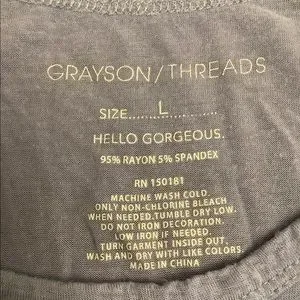 GRAYSON/THREADS
SIZE.......L..............
HELLO GORGEOUS.
95% RAYON 5% SPANDEX
RN 150181
MACHINE WASH COLD.
ONLY NON-CHLORINE BLEACH
WHEN NEEDED.TUMBLE DRY LOW.
DO NOT IRON DECORATION.
LOW IRON IF NEEDED.
TURN GARMENT INSIDE OUT.
WASH AND DRY WITH LIKE COLORS.
MADE IN CHINA